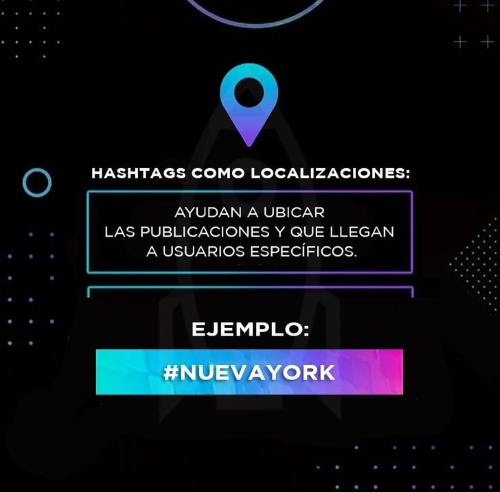 HASHTAGS COMO LOCALIZACIONES:
AYUDAN A UBICAR
LAS PUBLICACIONES Y QUE LLEGAN
A USUARIOS ESPECÍFICOS.
EJEMPLO:
#NUEVAYORK